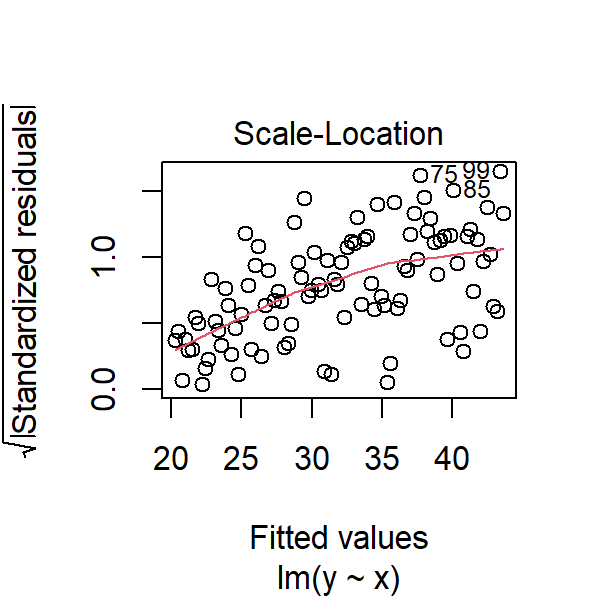 Scale-Location
√|Standardized residuals|
75
99
85
1.0
0.0
20 25 30 35 40
Fitted values
lm(y ~ x)